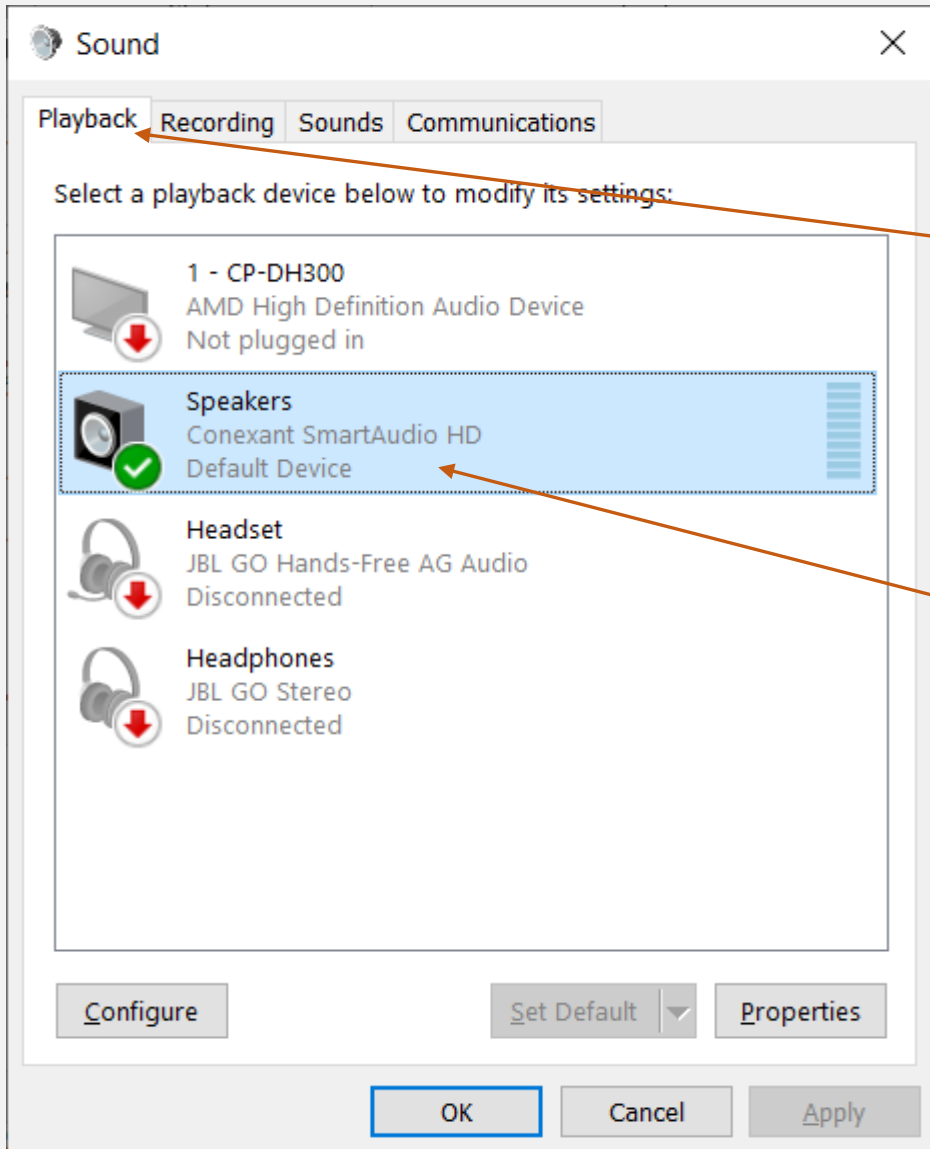 Sound
Playback Recording Sounds Communications
Select a playback device below to modify its settings:
1 - CP-DH300
AMD High Definition Audio Device
Not plugged in
Speakers
Conexant SmartAudio HD
Default Device
Headset
JBL GO Hands-Free AG Audio
Disconnected
Headphones
JBL GO Stereo
Disconnected
Configure Set Default Properties
OK Cancel Apply